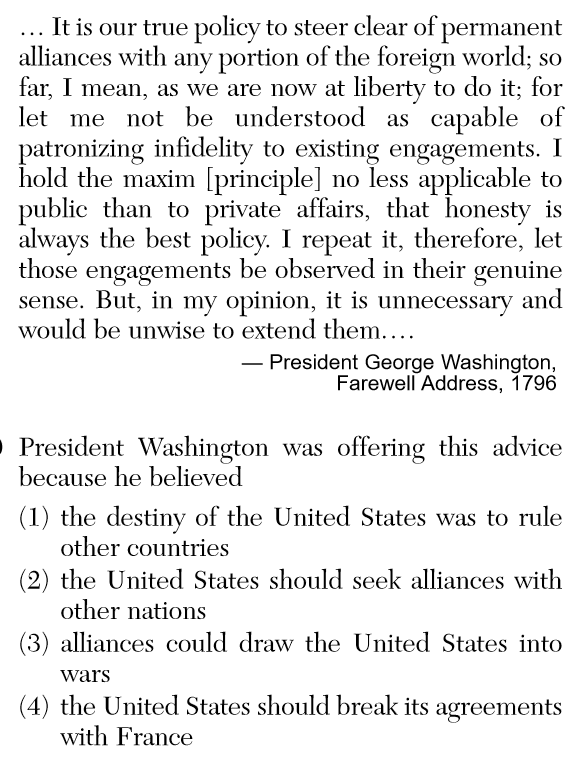 … It is our true policy to steer clear of permanent
alliances with any portion of the foreign world; so
far, I mean, as we are now at liberty to do it; for
let me not be understood as capable of
patronizing infidelity to existing engagements. I
hold the maxim [principle] no less applicable to
public than to private affairs, that honesty is
always the best policy. I repeat it, therefore, let
those engagements be observed in their genuine
sense. But, in my opinion, it is unnecessary and
would be unwise to extend them….
— President George Washington,
Farewell Address, 1796
President Washington was offering this advice
because he believed
(1) the destiny of the United States was to rule
other countries
(2) the United States should seek alliances with
other nations
(3) alliances could draw the United States into
wars
(4) the United States should break its agreements
with France